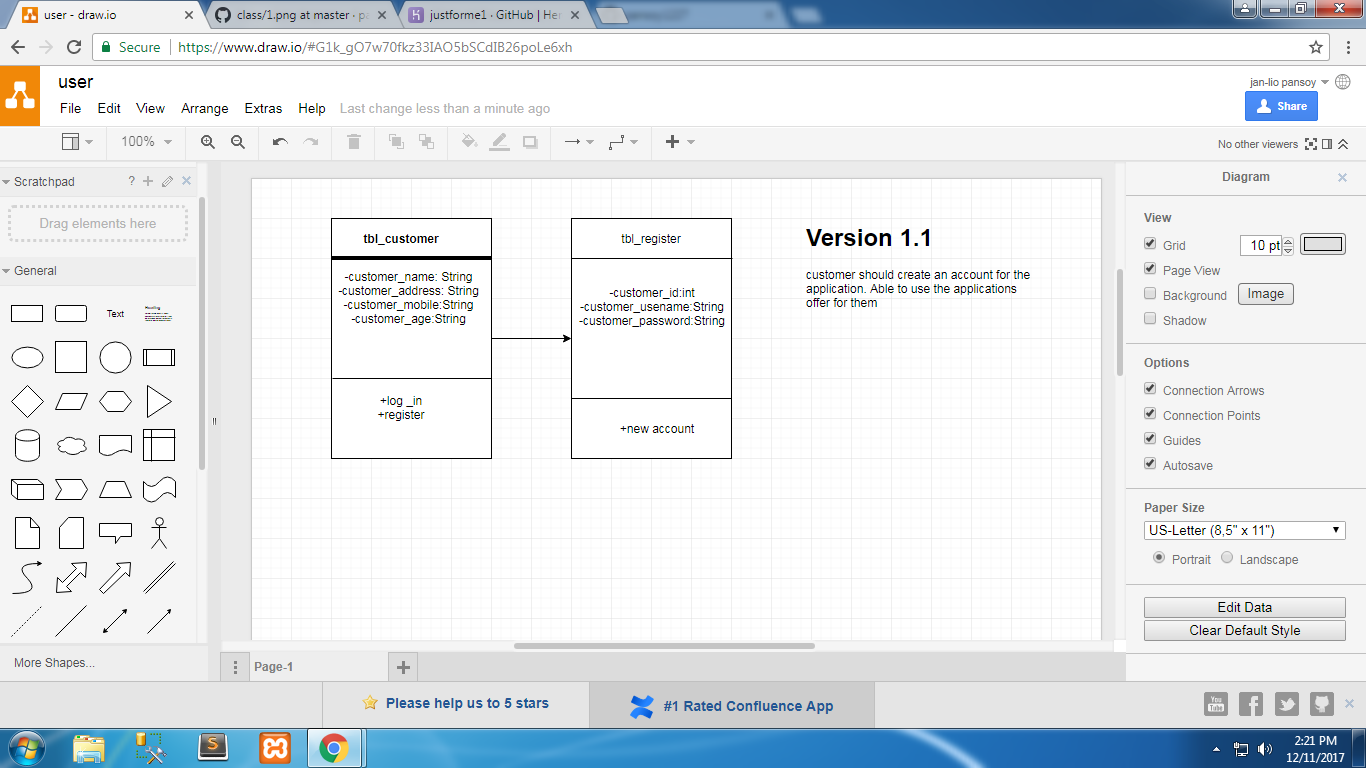 user - draw.io
class/1.png at master · pa
justforme1 · GitHub | Her
Secure
https://www.draw.io/#G1k_gO7w70fkz33IAO5bSCdIB26poLe6xh
user
jan-lio pansoy
File Edit View Arrange Extras Help Last change less than a minute ago
Share
100%
No other viewers
Scratchpad ?
Drag elements here
General
Text
Heading
More Shapes...
tbl_customer
-customer_name: String
-customer_address: String
-customer_mobile:String
-customer_age:String
+log _in
+register
tbl_register
-customer_id:int
-customer_usename:String
-customer_password:String
+new account
Version 1.1
customer should create an account for the
application. Able to use the applications
offer for them
Diagram
View
Grid 10 pt
Page View
Background Image
Shadow
Options
Connection Arrows
Connection Points
Guides
Autosave
Paper Size
US-Letter (8,5" x 11")
Portrait Landscape
Edit Data
Clear Default Style
Page-1
Please help us to 5 stars
#1 Rated Confluence App
You
Tube
2:21 PM
12/11/2017